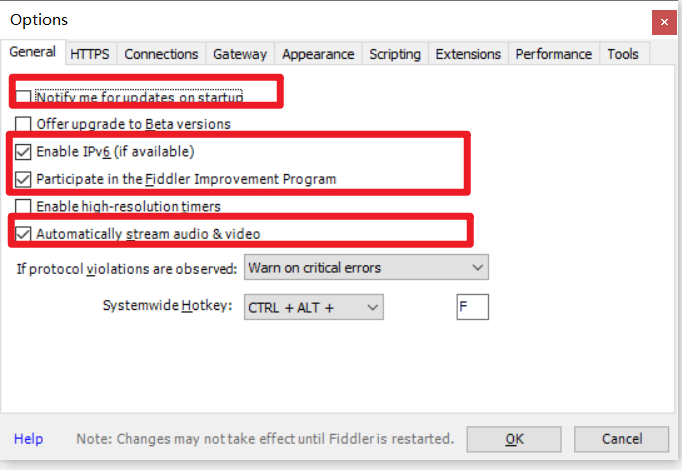 Options
General HTTPS Connections Gateway Appearance Scripting Extensions Performance Tools
Notify me for updates on startup
Offer upgrade to Beta versions
Enable IPv6 (if available)
Participate in the Fiddler Improvement Program
Enable high-resolution timers
Automatically stream audio & video
If protocol violations are observed: Warn on critical errors
Systemwide Hotkey: CTRL + ALT + F
Help Note: Changes may not take effect until Fiddler is restarted. OK Cancel